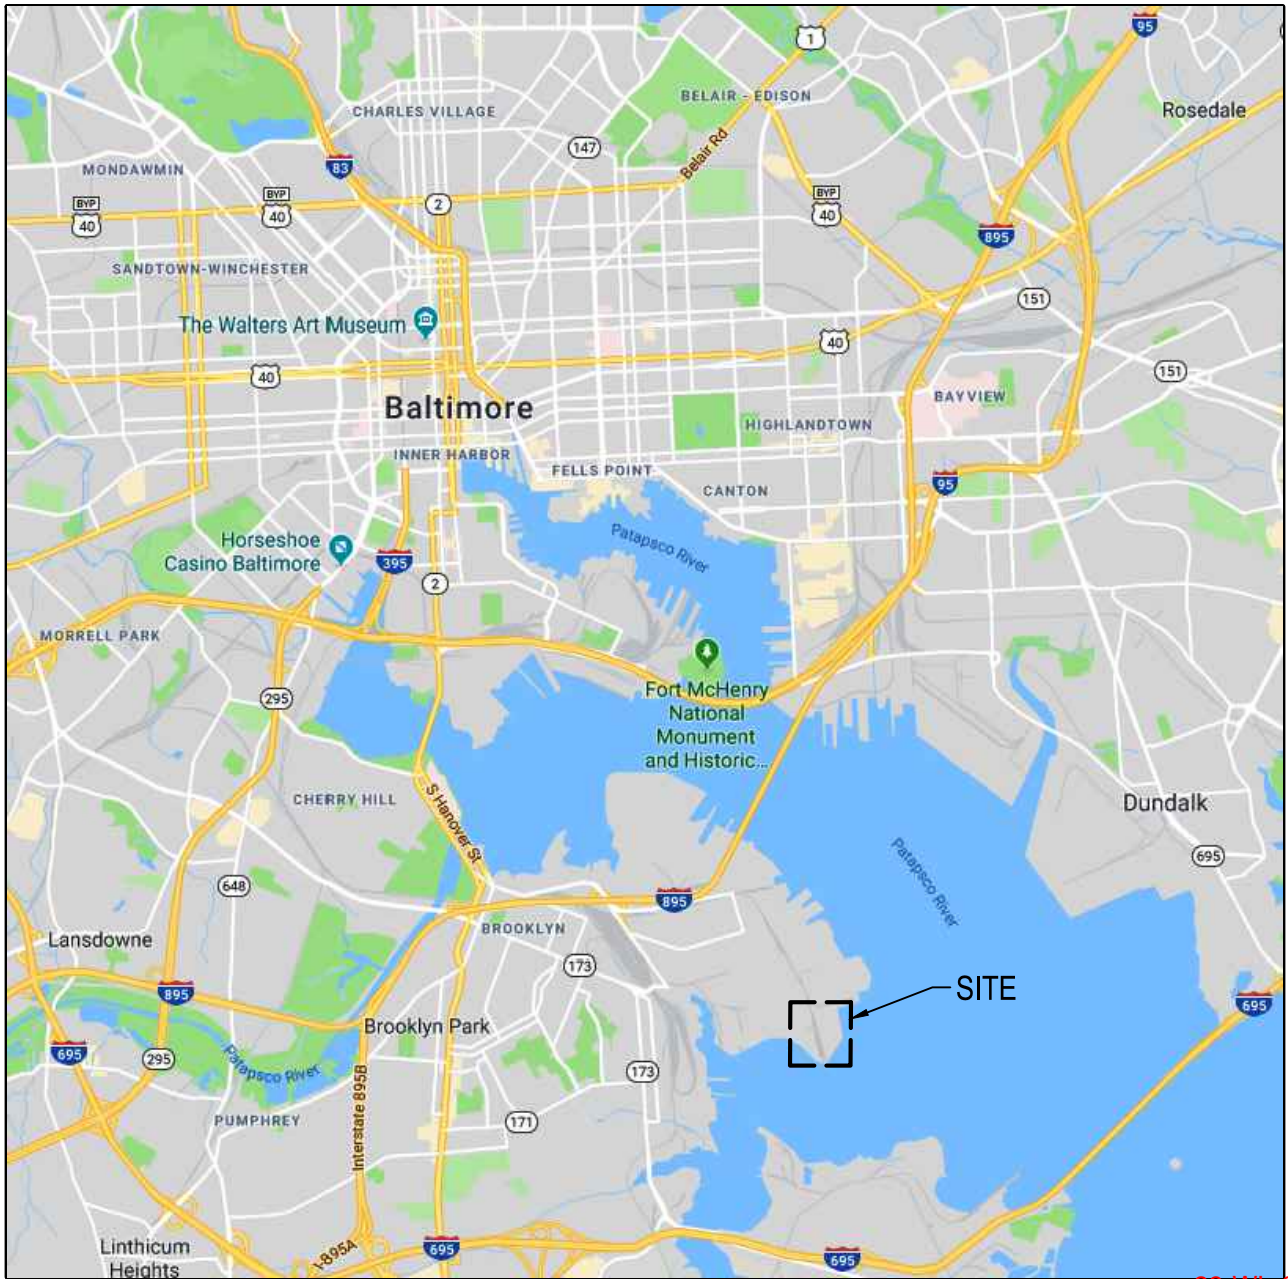 1
95
BELAIR - EDISON
CHARLES VILLAGE
Rosedale
147
Belair Rd
83
MONDAWMIN
BYP
40
BYP
40
2
BYP
40
895
SANDTOWN-WINCHESTER
151
The Walters Art Museum
40
40
151
BAYVIEW
Baltimore
HIGHLANDTOWN
INNER HARBOR
FELLS POINT
CANTON
95
Patapsco River
Horseshoe
Casino Baltimore
395
2
MORRELL PARK
295
Fort McHenry
National
Monument
and Historic...
CHERRY HILL
S Hanover St
Dundalk
695
Patapsco River
648
895
Lansdowne
BROOKLYN
173
895
SITE
695
Brooklyn Park
695
295
Patapsco River
173
Interstate 895B
PUMPHREY
171
I-895A
695
695
Linthicum
Heights